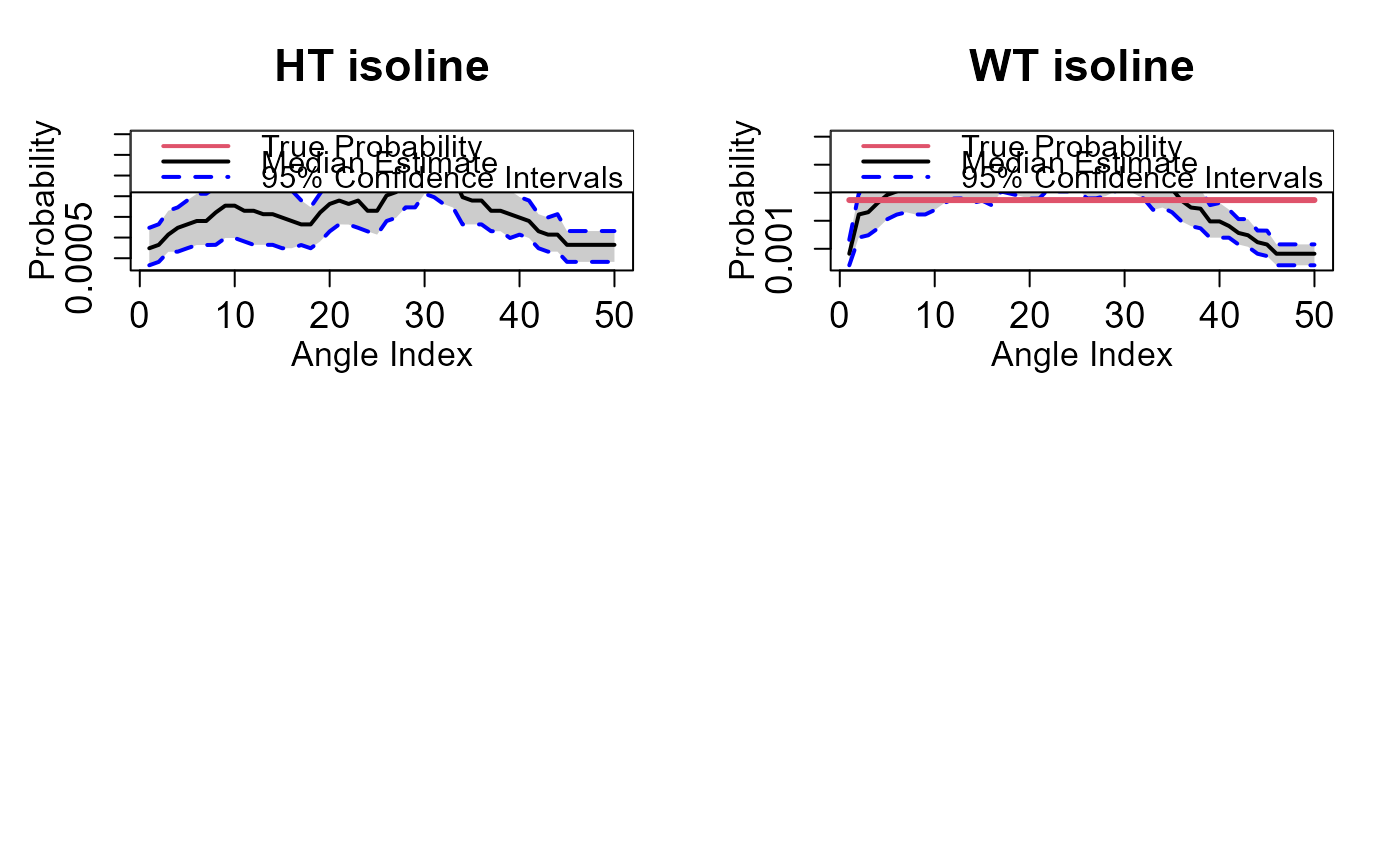 HT isoline
Probability
0.0005
True Probability
Median Estimate
95% Confidence Intervals
0 10 20 30 40 50
Angle Index
WT isoline
Probability
0.001
True Probability
Median Estimate
95% Confidence Intervals
0 10 20 30 40 50
Angle Index